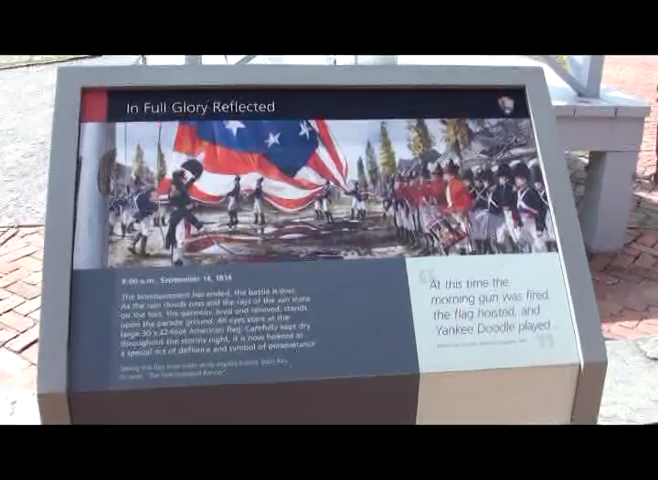 In Full Glory Reflected
9:00 a.m., September 14, 1814
The bombardment has ended, the battle is over.
As the rain clouds pass and the rays of the sun shine
on the fort, the garrison, tired and relieved, stands
upon the parade ground. All eyes stare at the
large 30 x 42-foot American flag. Carefully kept dry
throughout the stormy night, it is now hoisted as
a special act of defiance and symbol of perseverance.
"At this time the
morning gun was fired,
the flag hoisted, and
Yankee Doodle played..."